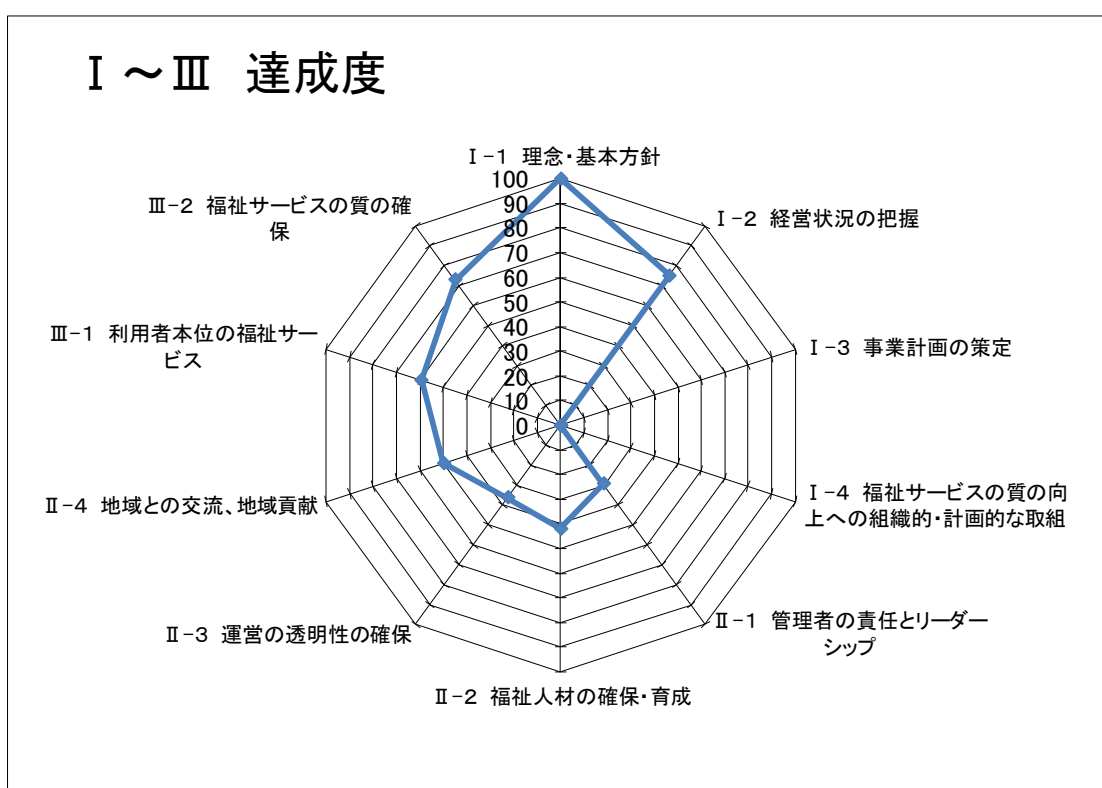 Ⅰ～Ⅲ 達成度
Ⅰ-1 理念・基本方針
100
90
80
70
60
50
40
30
20
10
0
Ⅰ-2 経営状況の把握
Ⅰ-3 事業計画の策定
Ⅰ-4 福祉サービスの質の向
上への組織的・計画的な取組
Ⅱ-1 管理者の責任とリーダー
シップ
Ⅱ-2 福祉人材の確保・育成
Ⅱ-3 運営の透明性の確保
Ⅱ-4 地域との交流、地域貢献
Ⅲ-1 利用者本位の福祉サー
ビス
Ⅲ-2 福祉サービスの質の確
保